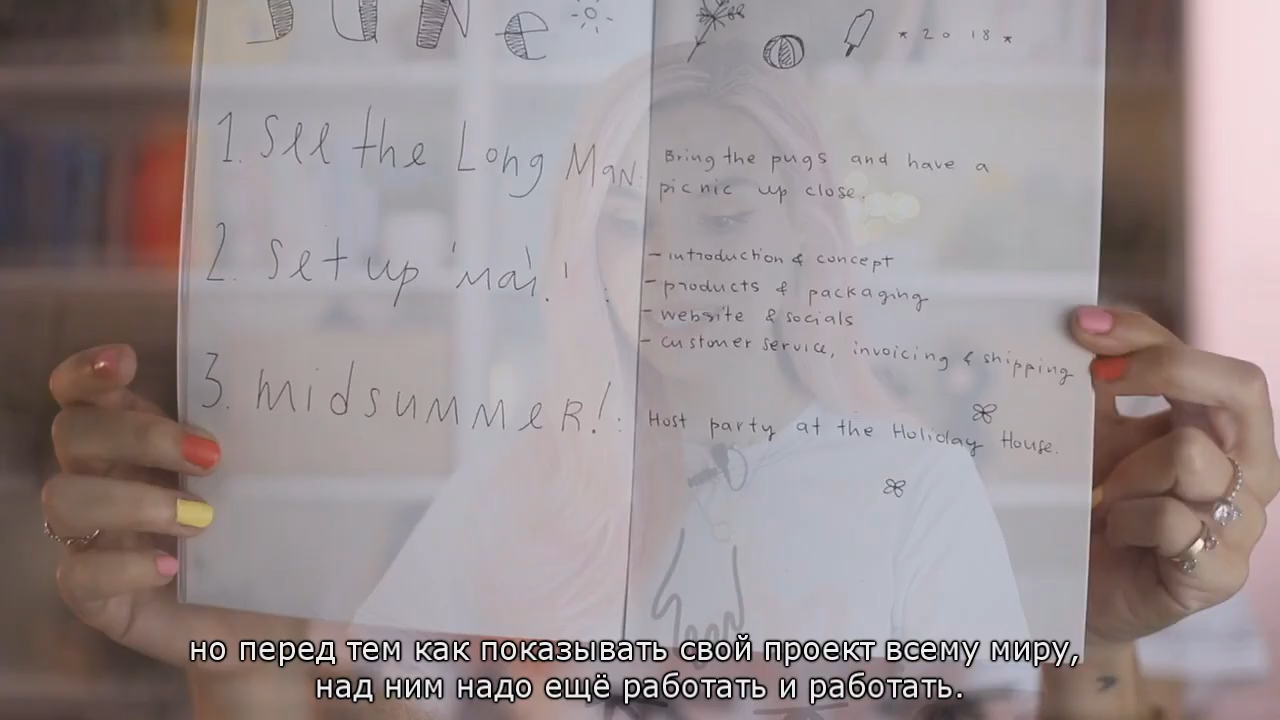 JUNE
* 2018 *
1. See the Long Man:
Bring the pugs and have a
picnic up close.
2. Set up 'Mai'! :
- introduction & concept
- products & packaging
- website & socials
- customer service, invoicing & shipping
3. MIDSUMMER! :
Host party at the Holiday House.
но перед тем как показывать свой проект всему миру,
над ним надо ещё работать и работать.